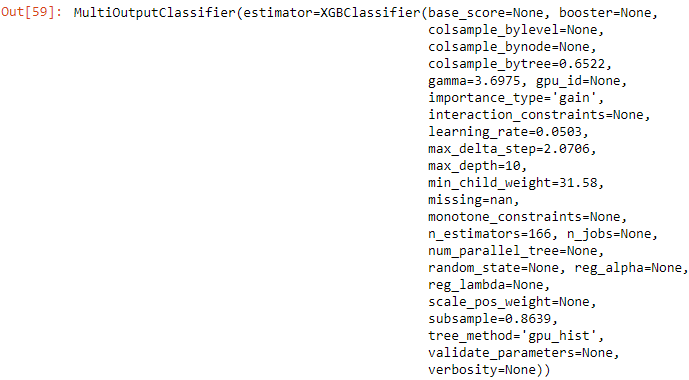 Out[59]: MultiOutputClassifier(estimator=XGBClassifier(base_score=None, booster=None,
colsample_bylevel=None,
colsample_bynode=None,
colsample_bytree=0.6522,
gamma=3.6975, gpu_id=None,
importance_type='gain',
interaction_constraints=None,
learning_rate=0.0503,
max_delta_step=2.0706,
max_depth=10,
min_child_weight=31.58,
missing=nan,
monotone_constraints=None,
n_estimators=166, n_jobs=None,
num_parallel_tree=None,
random_state=None, reg_alpha=None,
reg_lambda=None,
scale_pos_weight=None,
subsample=0.8639,
tree_method='gpu_hist',
validate_parameters=None,
verbosity=None))